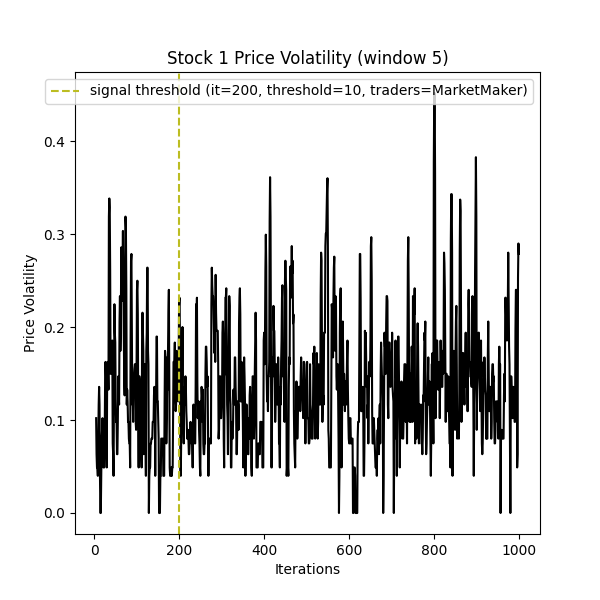 Stock 1 Price Volatility (window 5)
signal threshold (it=200, threshold=10, traders=MarketMaker)
0.4
0.3
0.2
0.1
0.0
Price Volatility
0
200
400
600
800
1000
Iterations